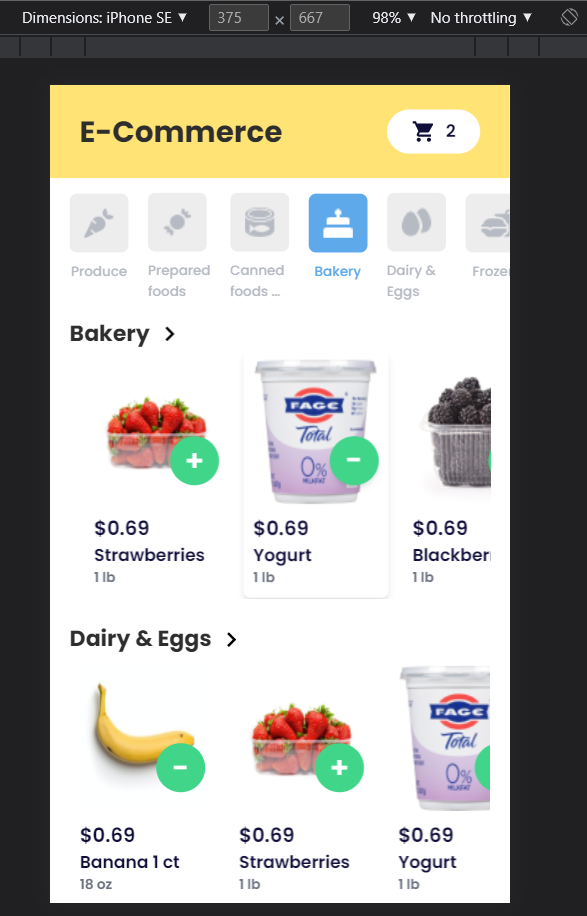 Dimensions: iPhone SE ▼ 375 × 667 98% ▼ No throttling ▼
E-Commerce 2
Produce Prepared foods Canned foods ... Bakery Dairy & Eggs Frozen
Bakery
FAGE
Total
0%
MILKFAT
$0.69 $0.69 $0.69
Strawberries Yogurt Blackberr
1 lb 1 lb 1 lb
Dairy & Eggs
FAGE
Total
0%
MILKFAT
$0.69 $0.69 $0.69
Banana 1 ct Strawberries Yogurt
18 oz 1 lb 1 lb